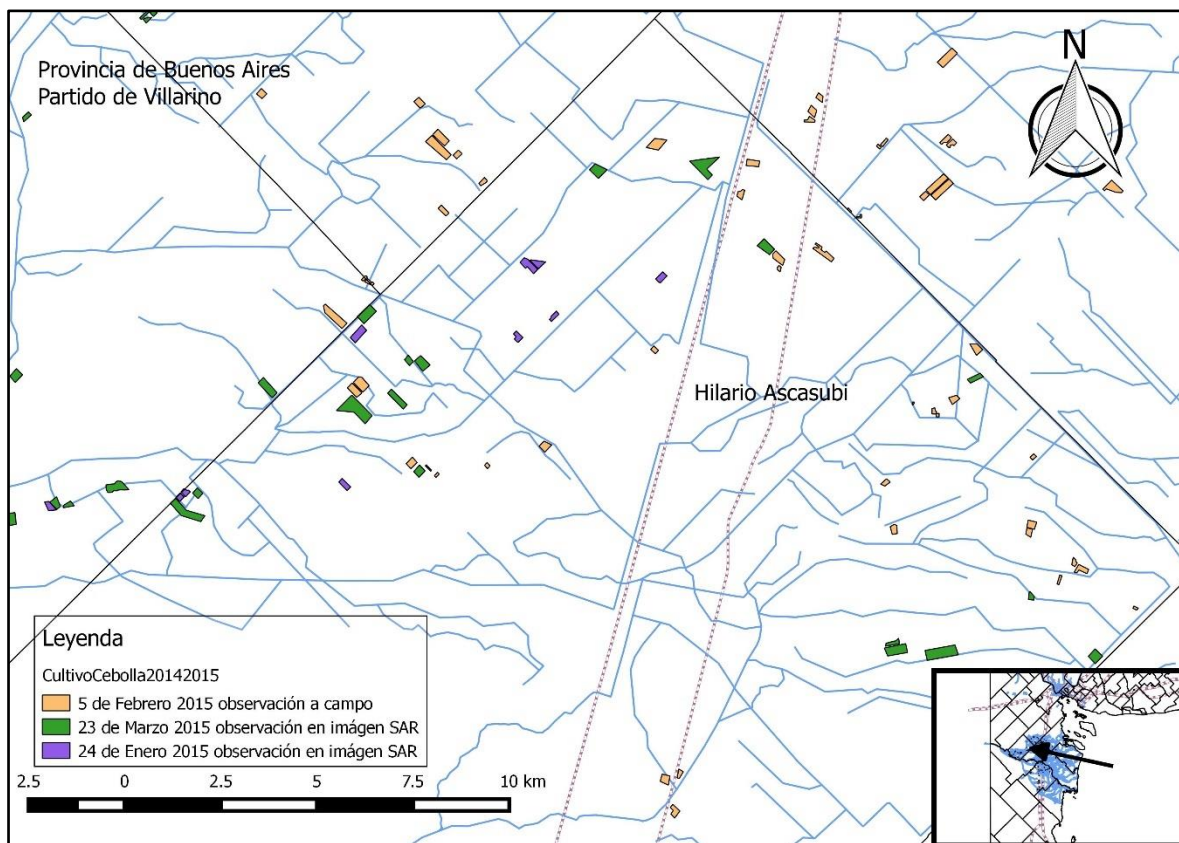 Provincia de Buenos Aires
Partido de Villarino
N
Hilario Ascasubi
Leyenda
CultivoCebolla20142015
5 de Febrero 2015 observación a campo
23 de Marzo 2015 observación en imágen SAR
24 de Enero 2015 observación en imágen SAR
2.5 0 2.5 5 7.5 10 km